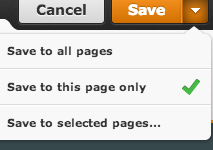 Cancel Save
Save to all pages
Save to this page only
Save to selected pages...